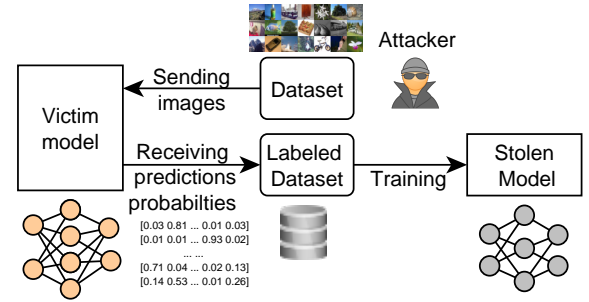 Attacker
Sending
images
Dataset
Victim
model
Receiving
predictions
probabilties
Labeled
Dataset
Training
Stolen
Model
[0.03 0.81 ... 0.01 0.03]
[0.01 0.01 ... 0.93 0.02]
... ...
[0.71 0.04 ... 0.02 0.13]
[0.14 0.53 ... 0.01 0.26]